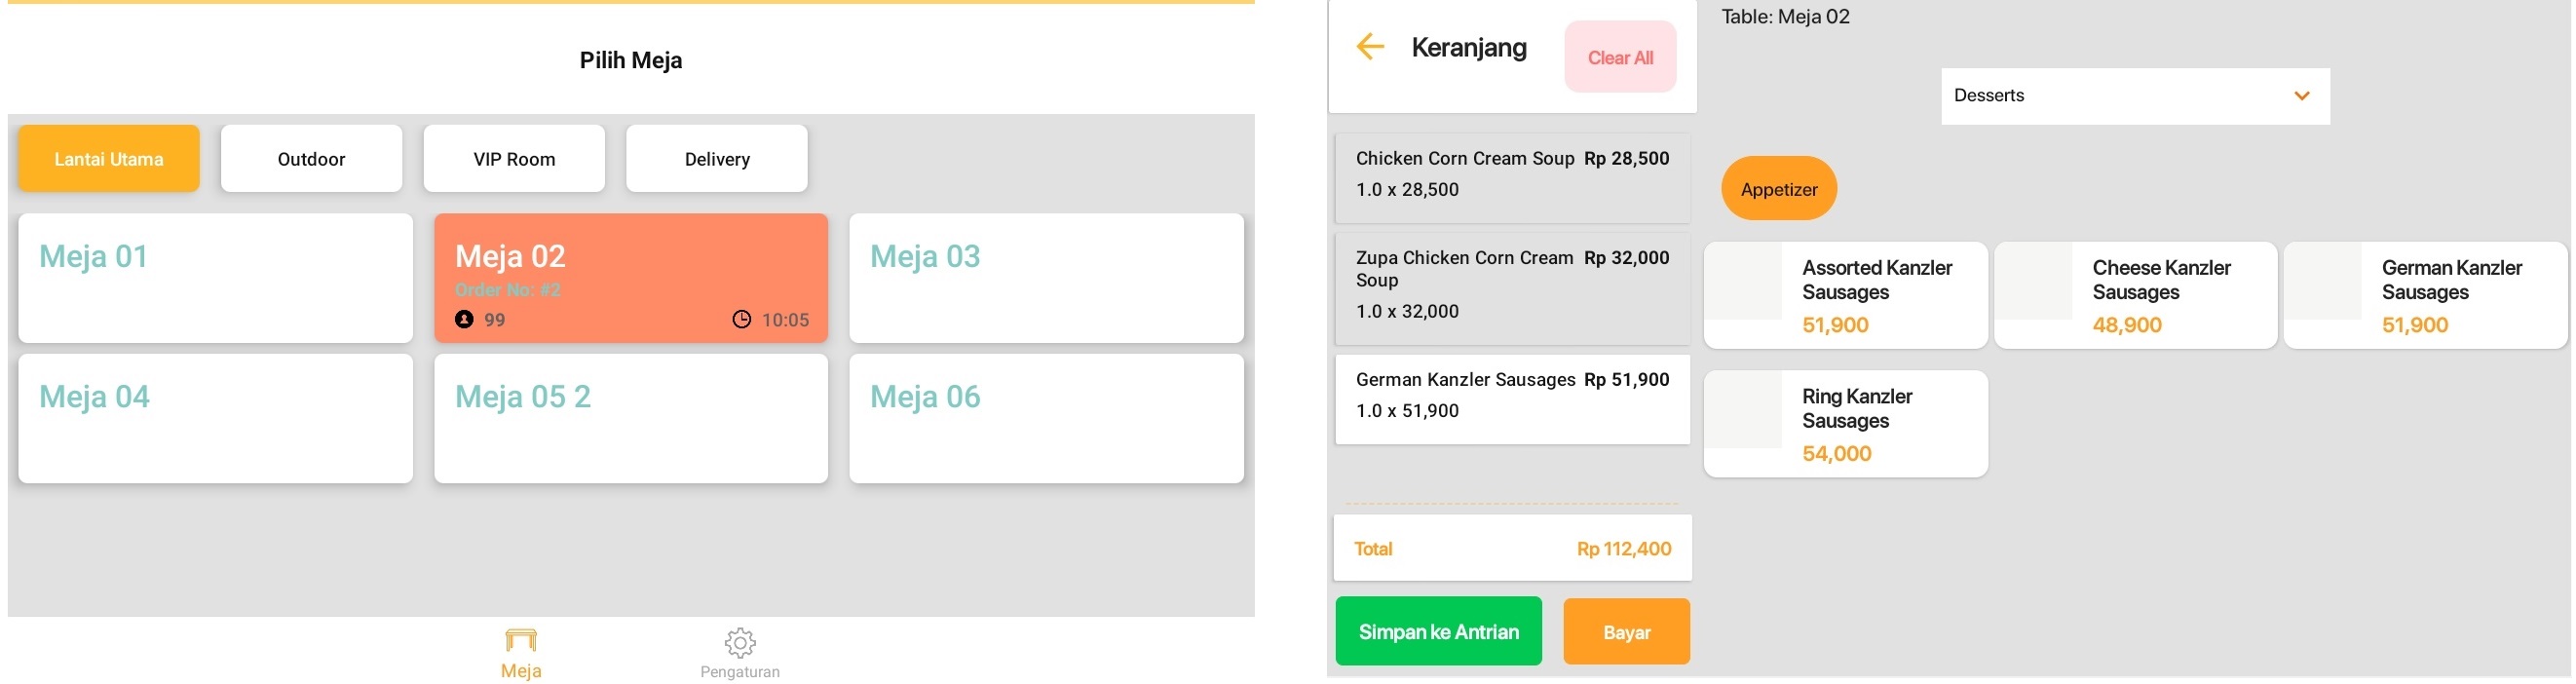 Pilih Meja
Lantai Utama
Outdoor
VIP Room
Delivery
Meja 01
Meja 02
Order No: #2
99
10:05
Meja 03
Meja 04
Meja 05 2
Meja 06
Meja
Pengaturan
Keranjang
Clear All
Chicken Corn Cream Soup Rp 28,500
1.0 x 28,500
Zupa Chicken Corn Cream Rp 32,000
Soup
1.0 x 32,000
German Kanzler Sausages Rp 51,900
1.0 x 51,900
Total Rp 112,400
Simpan ke Antrian
Bayar
Table: Meja 02
Desserts
Appetizer
Assorted Kanzler
Sausages
51,900
Cheese Kanzler
Sausages
48,900
German Kanzler
Sausages
51,900
Ring Kanzler
Sausages
54,000